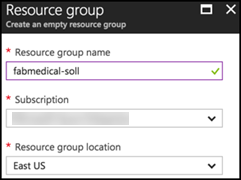 Resource group
Create an empty resource group
* Resource group name
fabmedical-soll
* Subscription
* Resource group location
East US